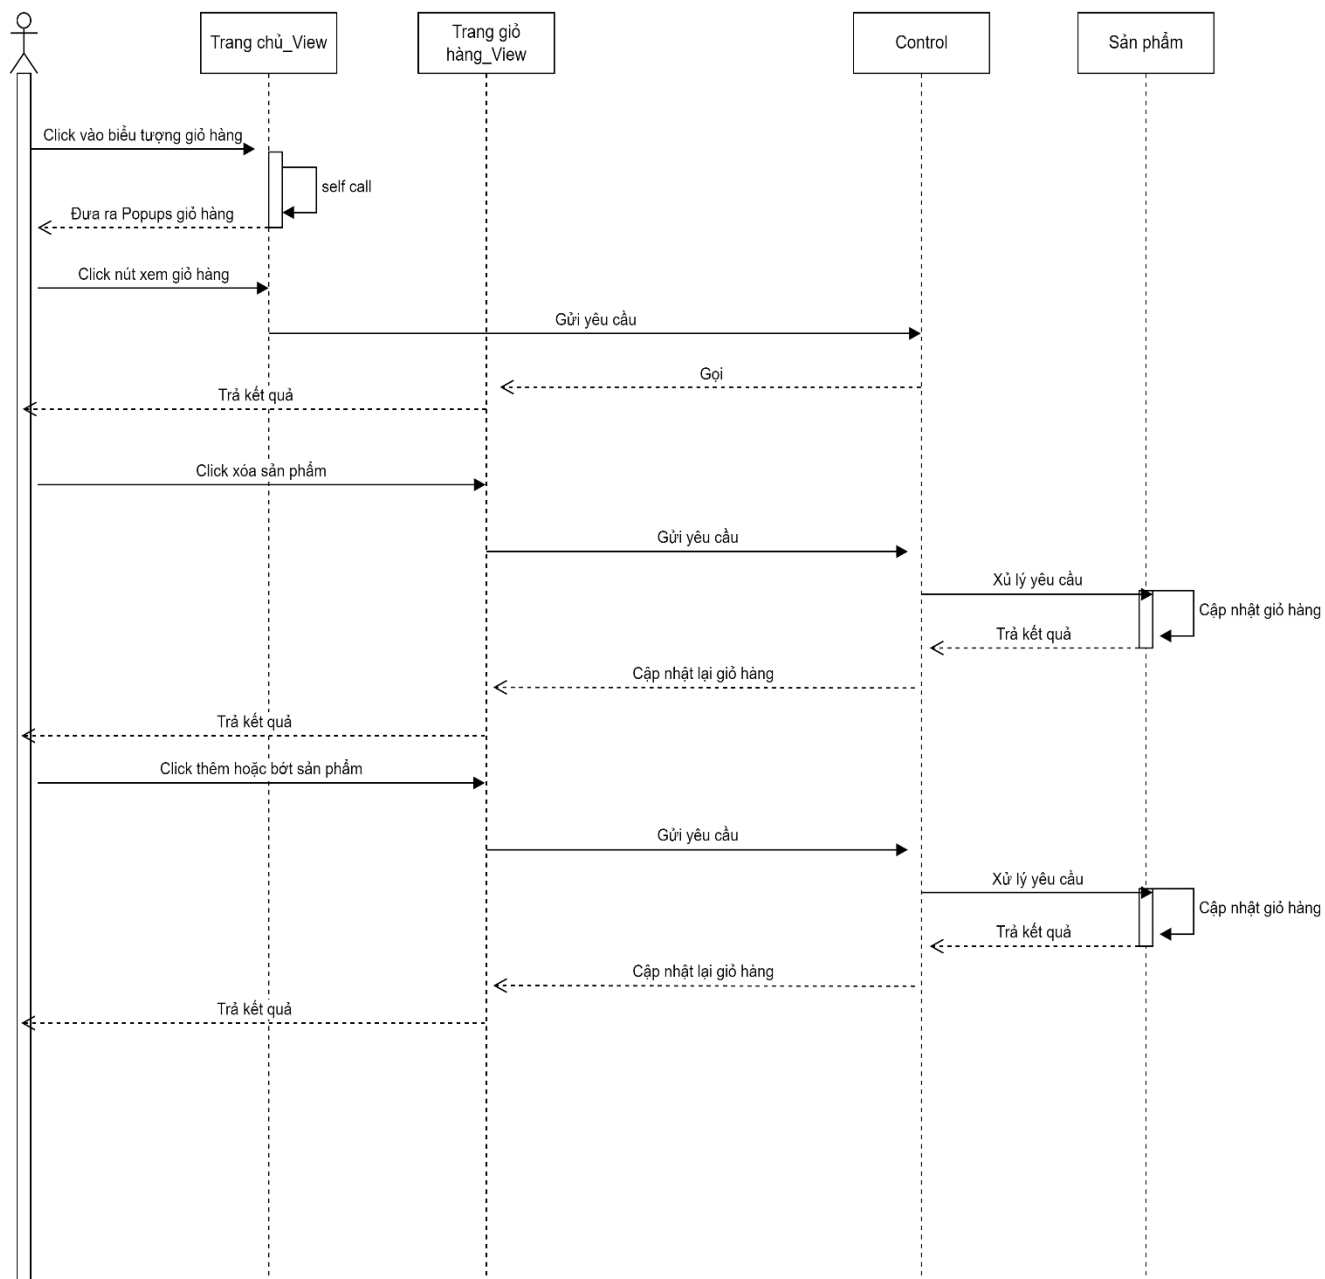 Trang chủ_View
Trang giỏ
hàng_View
Control
Sản phẩm
Click vào biểu tượng giỏ hàng
self call
Đưa ra Popups giỏ hàng
Click nút xem giỏ hàng
Gửi yêu cầu
Gọi
Trả kết quả
Click xóa sản phẩm
Gửi yêu cầu
Xủ lý yêu cầu
Cập nhật giỏ hàng
Trả kết quả
Cập nhật lại giỏ hàng
Trả kết quả
Click thêm hoặc bớt sản phẩm
Gửi yêu cầu
Xử lý yêu cầu
Cập nhật giỏ hàng
Trả kết quả
Cập nhật lại giỏ hàng
Trả kết quả